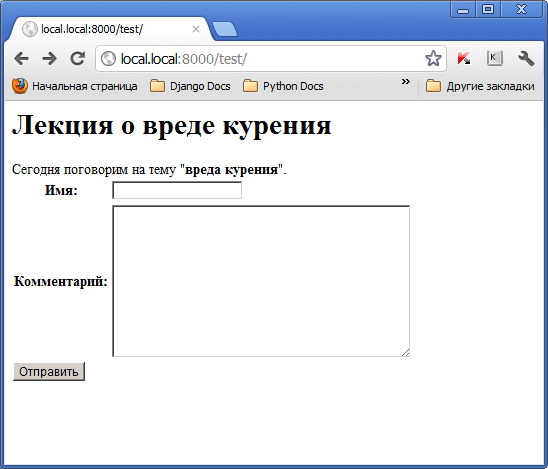 local.local:8000/test/
local.local:8000/test/
K
Начальная страница Django Docs Python Docs » Другие закладки
Лекция о вреде курения
Сегодня поговорим на тему "вреда курения".
Имя:
Комментарий:
Отправить